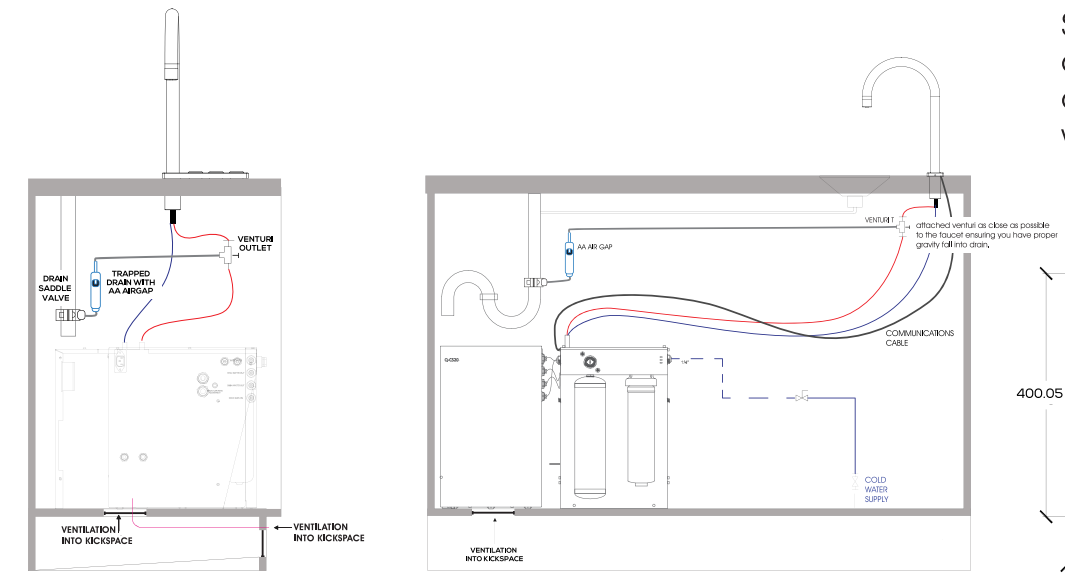 VENTURI
OUTLET
DRAIN
SADDLE
VALVE
TRAPPED
DRAIN WITH
AA AIRGAP
VENTILATION
INTO KICKSPACE
VENTILATION
INTO KICKSPACE
AA AIR GAP
VENTURI T
attached venturi as close as possible
to the faucet ensuring you have proper
gravity fall into drain,
COMMUNICATIONS
CABLE
1/4"
COLD
WATER
SUPPLY
VENTILATION
INTO KICKSPACE
400.05